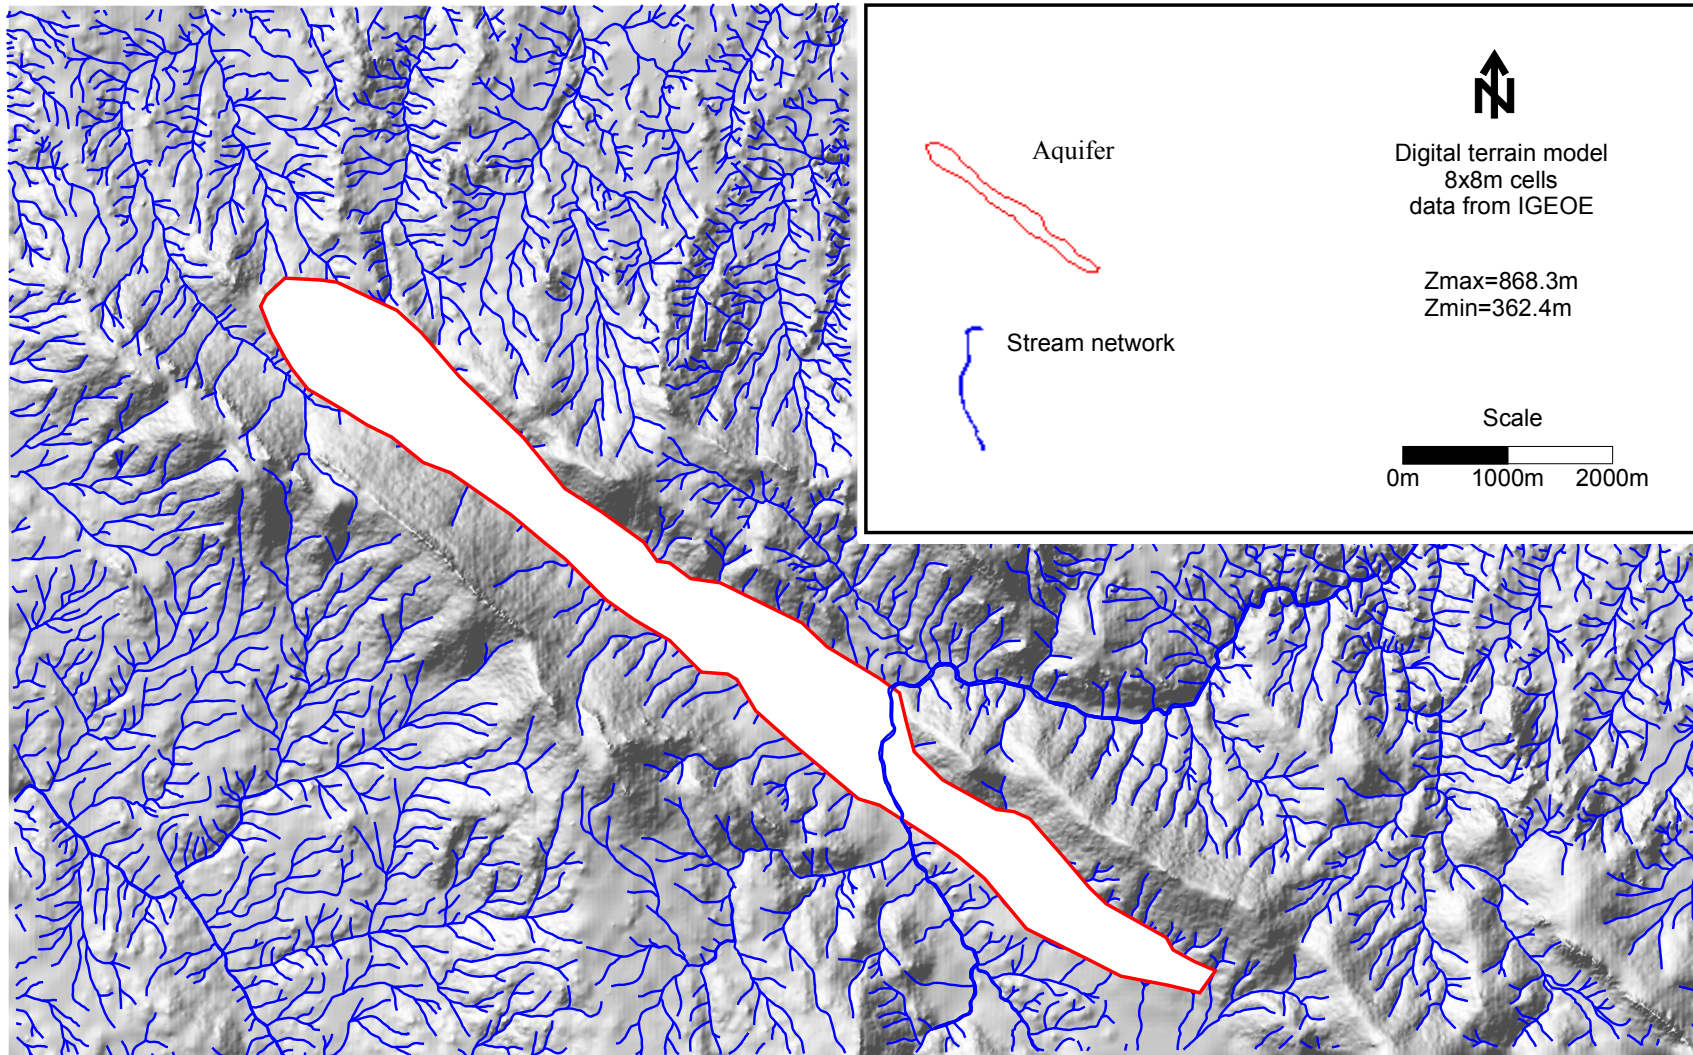 N
Aquifer
Digital terrain model
8x8m cells
data from IGEOE
Zmax=868.3m
Zmin=362.4m
Stream network
Scale
0m 1000m 2000m